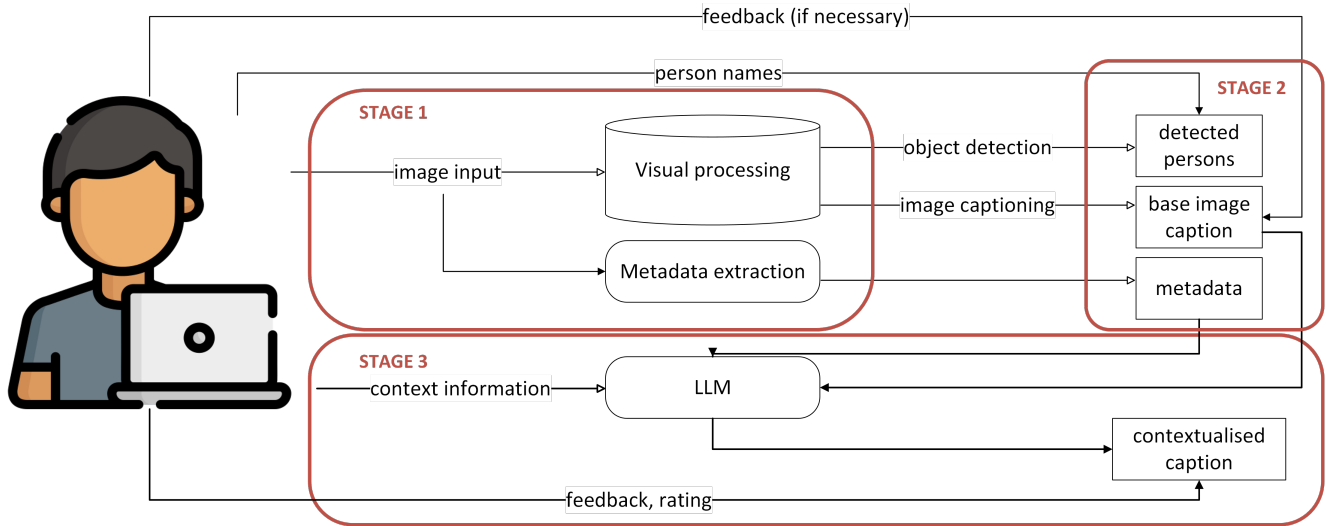 feedback (if necessary)
person names
STAGE 1
STAGE 2
image input
Visual processing
object detection
detected
persons
image captioning
base image
caption
Metadata extraction
metadata
STAGE 3
context information
LLM
contextualised
caption
feedback, rating